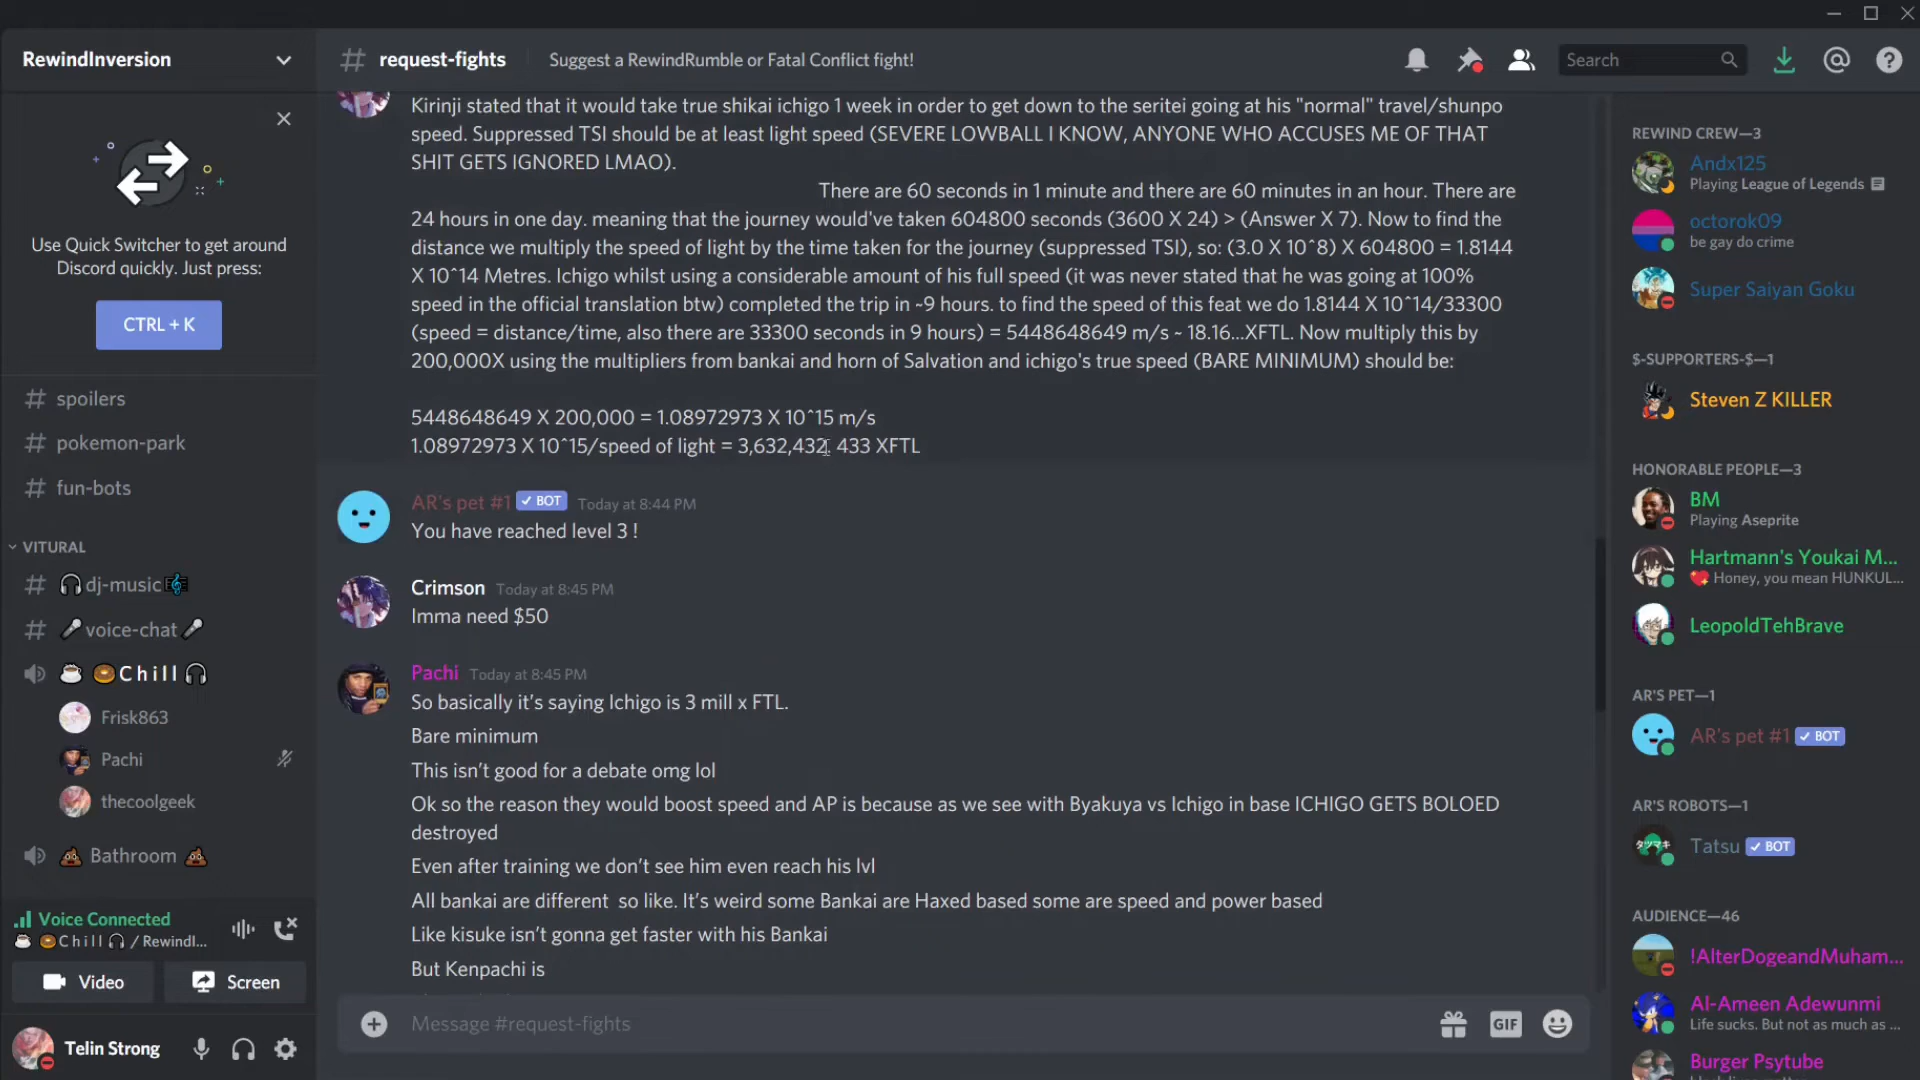 RewindInversion
request-fights
Suggest a RewindRumble or Fatal Conflict fight!
Search
Use Quick Switcher to get around
Discord quickly. Just press:
CTRL + K
# spoilers
# pokemon-park
# fun-bots
VITURAL
# dj-music
# voice-chat
Chill
Frisk863
Pachi
thecoolgeek
Bathroom
Voice Connected
Chill / RewindI...
Video
Screen
Telin Strong
Kirinji stated that it would take true shikai ichigo 1 week in order to get down to the seritei going at his "normal" travel/shunpo
speed. Suppressed TSI should be at least light speed (SEVERE LOWBALL I KNOW, ANYONE WHO ACCUSES ME OF THAT
SHIT GETS IGNORED LMAO).
There are 60 seconds in 1 minute and there are 60 minutes in an hour. There are
24 hours in one day. meaning that the journey would've taken 604800 seconds (3600 X 24) > (Answer X 7). Now to find the
distance we multiply the speed of light by the time taken for the journey (suppressed TSI), so: (3.0 X 10^8) X 604800 = 1.8144
X 10^14 Metres. Ichigo whilst using a considerable amount of his full speed (it was never stated that he was going at 100%
speed in the official translation btw) completed the trip in ~9 hours. to find the speed of this feat we do 1.8144 X 10^14/33300
(speed = distance/time, also there are 33300 seconds in 9 hours) = 5448648649 m/s ~ 18.16...XFTL. Now multiply this by
200,000X using the multipliers from bankai and horn of Salvation and ichigo's true speed (BARE MINIMUM) should be:
5448648649 X 200,000 = 1.08972973 X 10^15 m/s
1.08972973 X 10^15/speed of light = 3,632,432. 433 XFTL
AR's pet #1 BOT Today at 8:44 PM
You have reached level 3 !
Crimson Today at 8:45 PM
Imma need $50
Pachi Today at 8:45 PM
So basically it's saying Ichigo is 3 mill x FTL.
Bare minimum
This isn't good for a debate omg lol
Ok so the reason they would boost speed and AP is because as we see with Byakuya vs Ichigo in base ICHIGO GETS BOLOED
destroyed
Even after training we don't see him even reach his lvl
All bankai are different so like. It's weird some Bankai are Haxed based some are speed and power based
Like kisuke isn't gonna get faster with his Bankai
But Kenpachi is
Message #request-fights
GIF
REWIND CREW—3
Andx125
Playing League of Legends
octorok09
be gay do crime
Super Saiyan Goku
$-SUPPORTERS-$—1
Steven Z KILLER
HONORABLE PEOPLE—3
BM
Playing Aseprite
Hartmann's Youkai M...
Honey, you mean HUNKUL...
LeopoldTehBrave
AR'S PET—1
AR's pet #1 BOT
AR'S ROBOTS—1
Tatsu BOT
AUDIENCE—46
!AlterDogeandMuham...
Al-Ameen Adewunmi
Life sucks. But not as much as ...
Burger Psytube